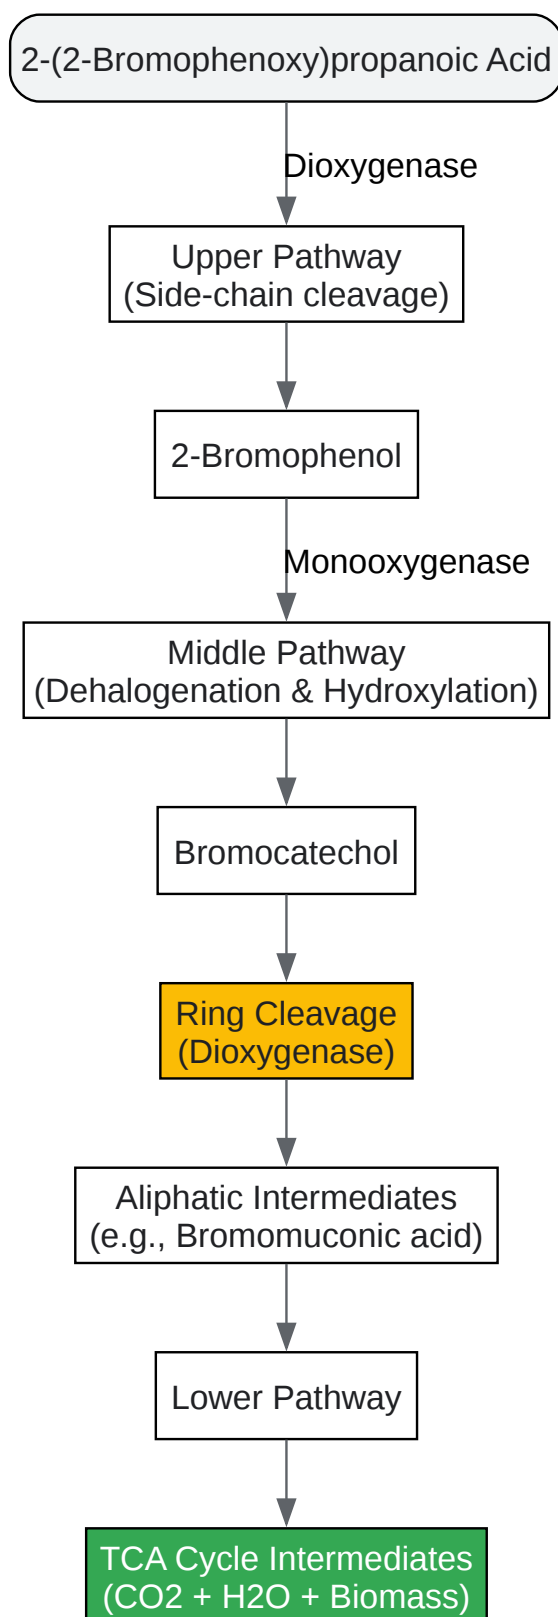 2-(2-Bromophenoxy)propanoic Acid
Dioxygenase
Upper Pathway
(Side-chain cleavage)
2-Bromophenol
Monooxygenase
Middle Pathway
(Dehalogenation & Hydroxylation)
Bromocatechol
Ring Cleavage
(Dioxygenase)
Aliphatic Intermediates
(e.g., Bromomuconic acid)
Lower Pathway
TCA Cycle Intermediates
(CO2 + H2O + Biomass)